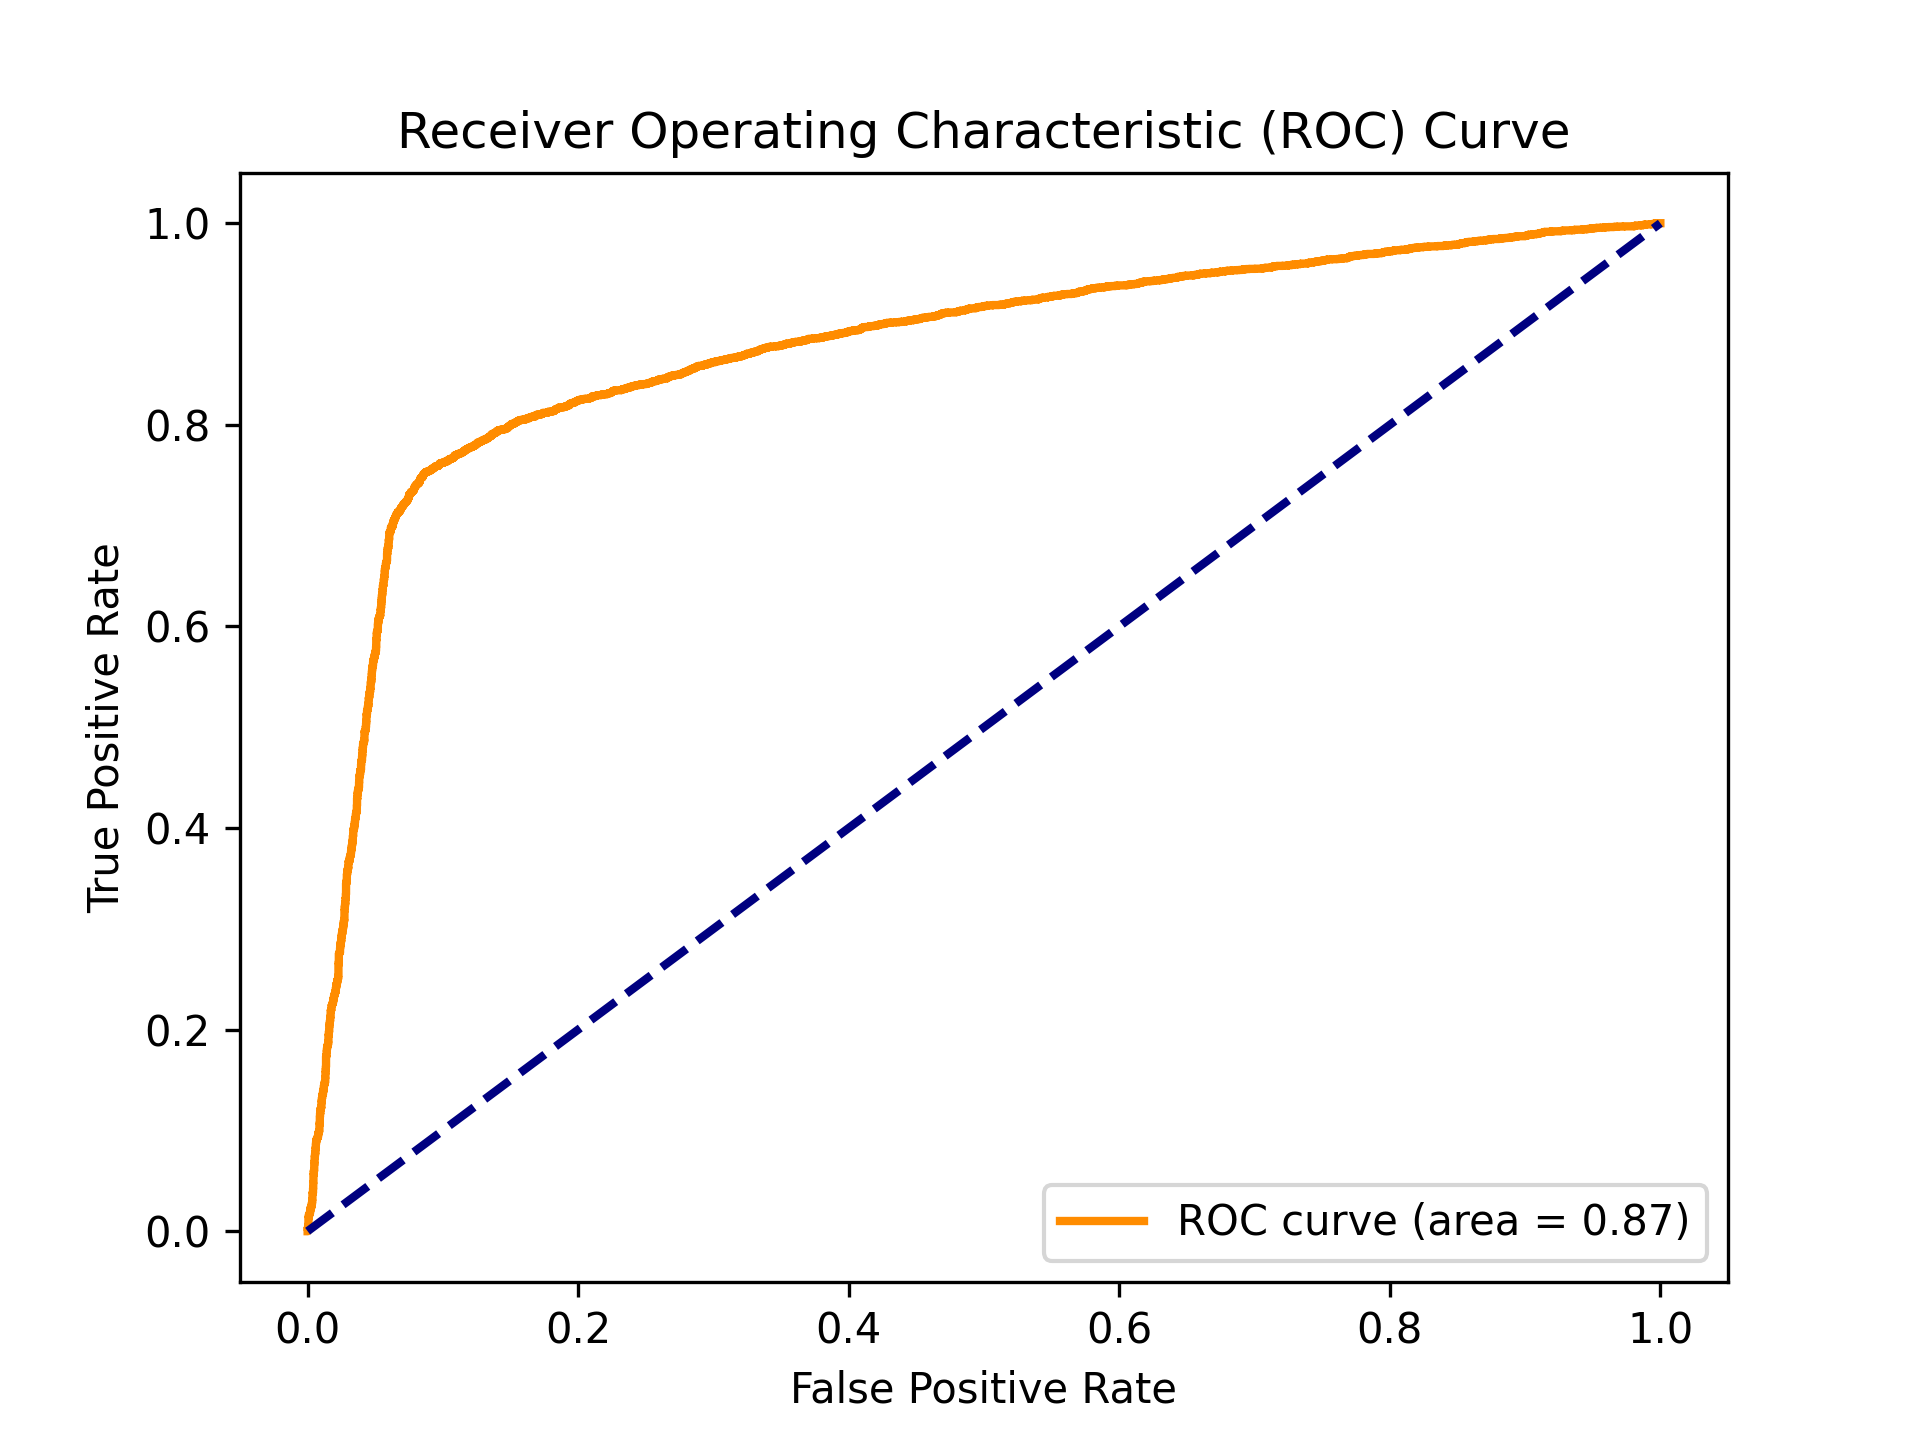 Receiver Operating Characteristic (ROC) Curve
1.0
0.8
0.6
0.4
0.2
0.0
True Positive Rate
ROC curve (area = 0.87)
0.0 0.2 0.4 0.6 0.8 1.0
False Positive Rate